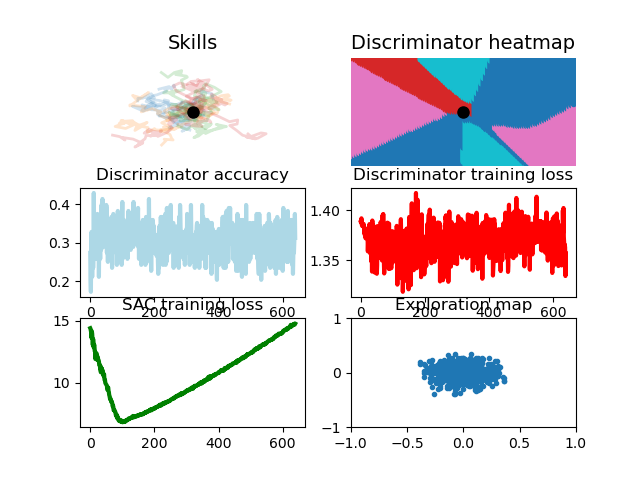 Skills
Discriminator heatmap
Discriminator accuracy
0.4
0.3
0.2
0 200 400 600
Discriminator training loss
1.40
1.35
0 200 400 600
SAC training loss
15
10
0 200 400 600
Exploration map
1
0
−1
−1.0 −0.5 0.0 0.5 1.0